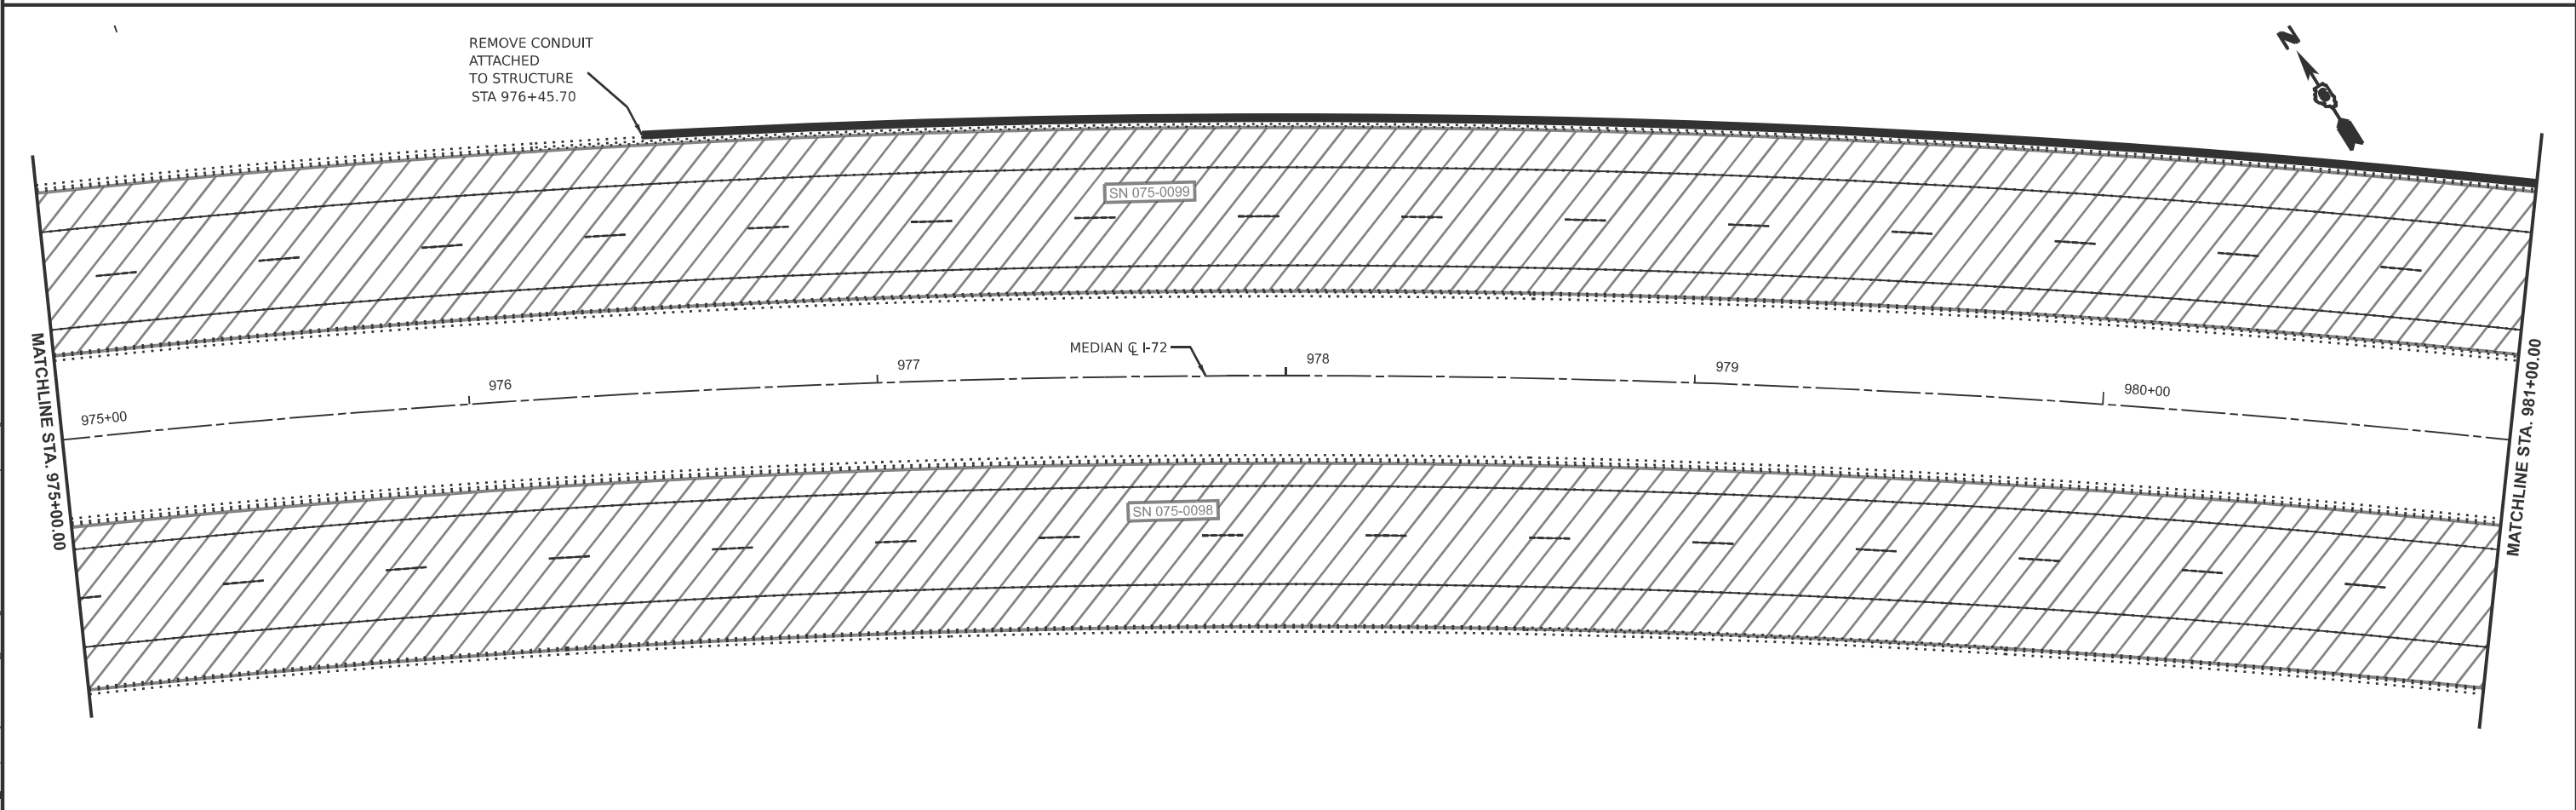 REMOVE CONDUIT
ATTACHED
TO STRUCTURE
STA 976+45.70
N
SN 075-0099
MEDIAN ℄ I-72
975+00
976
977
978
979
980+00
MATCHLINE STA. 975+00.00
MATCHLINE STA. 981+00.00
SN 075-0098